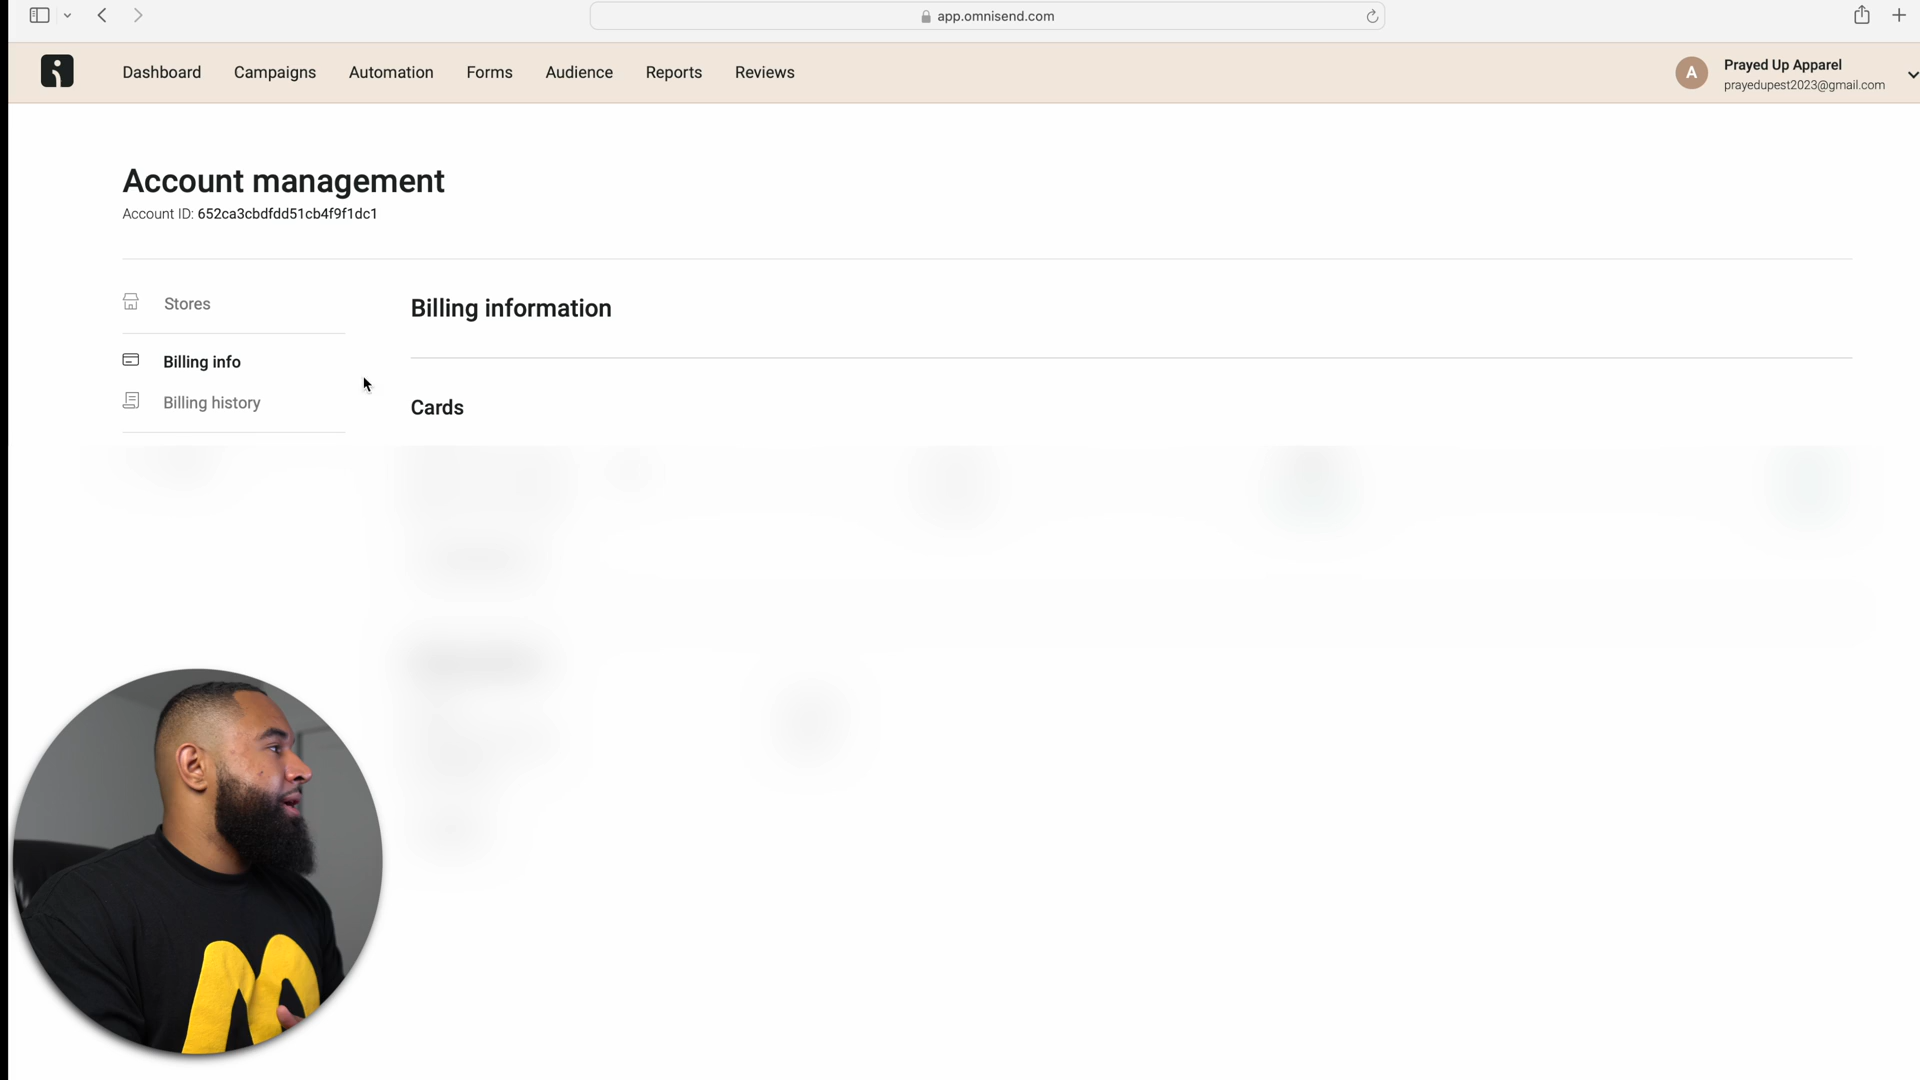 app.omnisend.com
Dashboard Campaigns Automation Forms Audience Reports Reviews
A
Prayed Up Apparel
prayedupest2023@gmail.com
Account management
Account ID: 652ca3cbdfdd51cb4f9f1dc1
Stores
Billing info
Billing history
Billing information
Cards